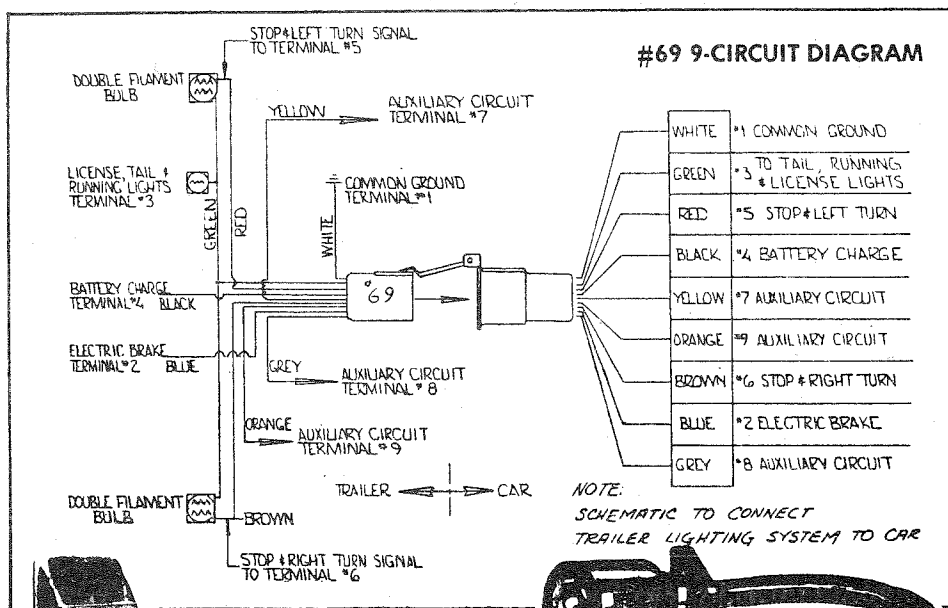 #69 9-CIRCUIT DIAGRAM
STOP & LEFT TURN SIGNAL
TO TERMINAL #5
DOUBLE FILAMENT
BULB
YELLOW
AUXILIARY CIRCUIT
TERMINAL #7
LICENSE, TAIL &
RUNNING LIGHTS
TERMINAL #3
GREEN
RED
WHITE
COMMON GROUND
TERMINAL #1
BATTERY CHARGE
TERMINAL #4 BLACK
#69
ELECTRIC BRAKE
TERMINAL #2 BLUE
GREY
AUXILIARY CIRCUIT
TERMINAL #8
ORANGE
AUXILIARY CIRCUIT
TERMINAL #9
DOUBLE FILAMENT
BULB
BROWN
STOP & RIGHT TURN SIGNAL
TO TERMINAL #6
TRAILER CAR
WHITE #1 COMMON GROUND
GREEN #3 TO TAIL, RUNNING
& LICENSE LIGHTS
RED #5 STOP & LEFT TURN
BLACK #4 BATTERY CHARGE
YELLOW #7 AUXILIARY CIRCUIT
ORANGE #9 AUXILIARY CIRCUIT
BROWN #6 STOP & RIGHT TURN
BLUE #2 ELECTRIC BRAKE
GREY #8 AUXILIARY CIRCUIT
NOTE:
SCHEMATIC TO CONNECT
TRAILER LIGHTING SYSTEM TO CAR